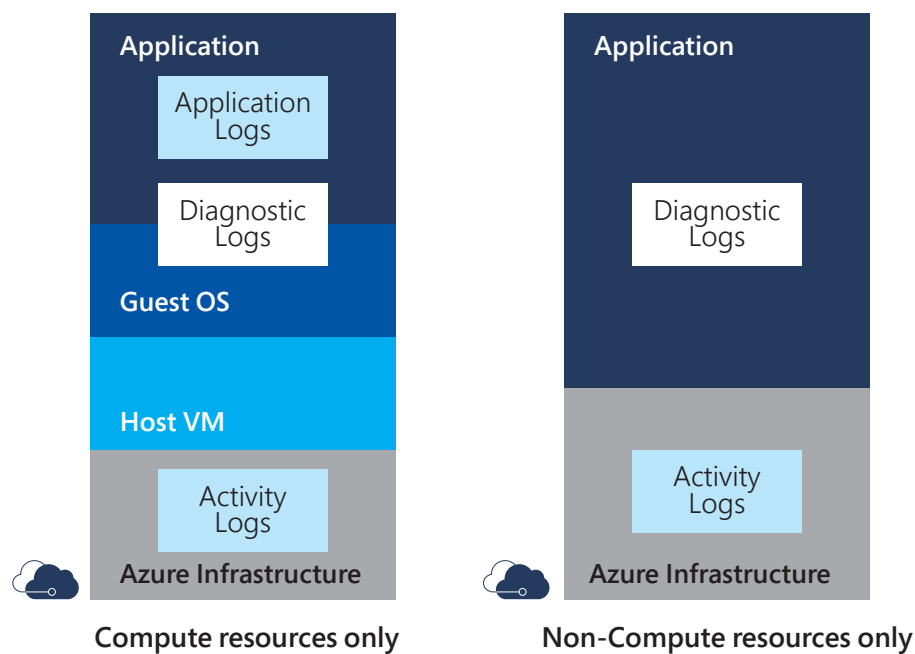 Application
Application
Logs
Diagnostic
Logs
Guest OS
Host VM
Activity
Logs
Azure Infrastructure
Compute resources only
Application
Diagnostic
Logs
Activity
Logs
Azure Infrastructure
Non-Compute resources only